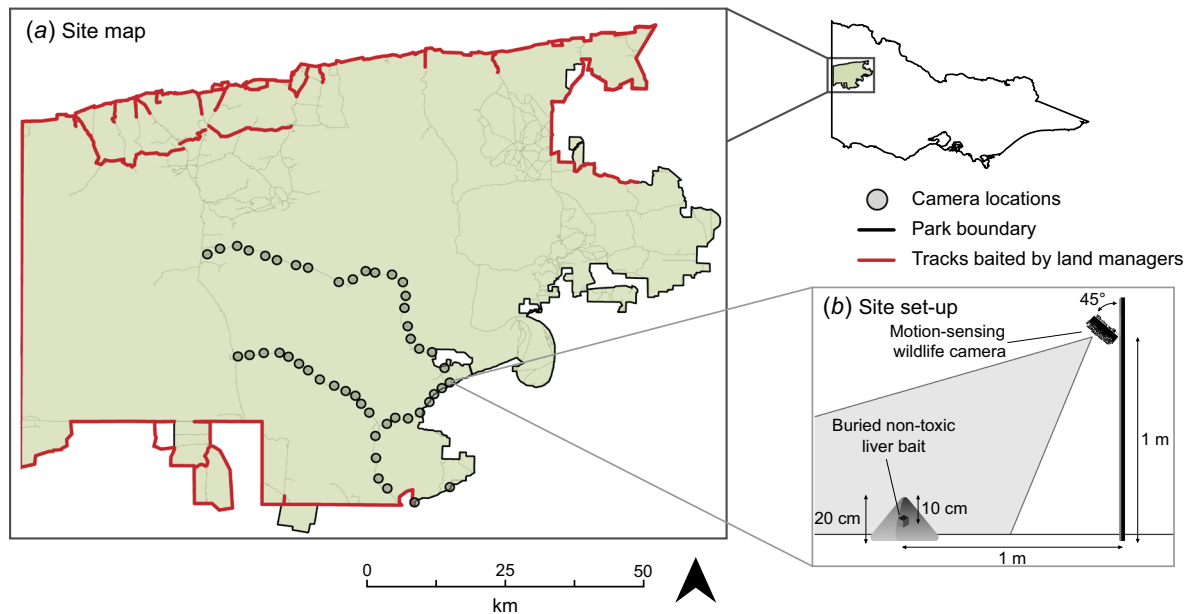 (a) Site map
Camera locations
Park boundary
Tracks baited by land managers
(b) Site set-up
45°
Motion-sensing
wildlife camera
Buried non-toxic
liver bait
1 m
20 cm
10 cm
1 m
0 25 50
km